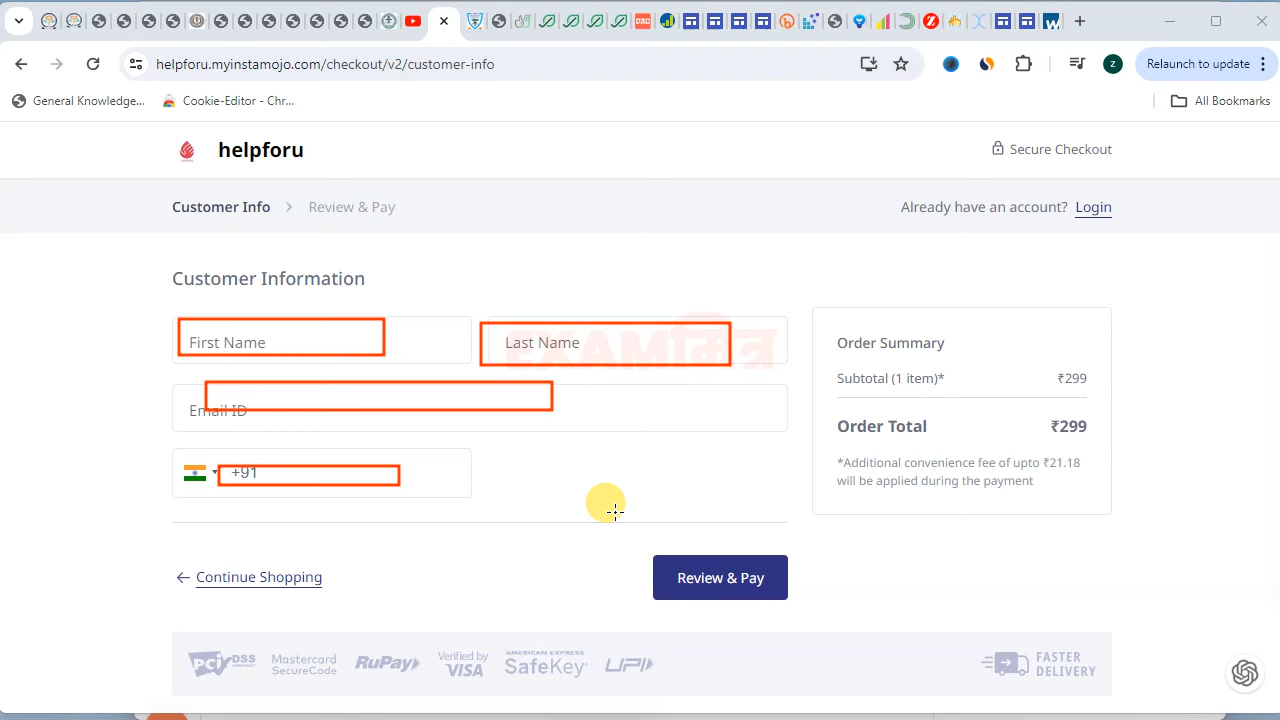 helpforu.myinstamojo.com/checkout/v2/customer-info
Relaunch to update
General Knowledge...
Cookie-Editor - Chr...
All Bookmarks
helpforu
Secure Checkout
Customer Info
Review & Pay
Already have an account? Login
Customer Information
First Name
Last Name
EXAMमित्र
Email ID
+91
Order Summary
Subtotal (1 item)* ₹299
Order Total ₹299
*Additional convenience fee of upto ₹21.18
will be applied during the payment
Continue Shopping
Review & Pay
PCI DSS
COMPLIANT
Mastercard
SecureCode
RuPay
Verified by
VISA
AMERICAN EXPRESS
SafeKey
UPI
FASTER
DELIVERY